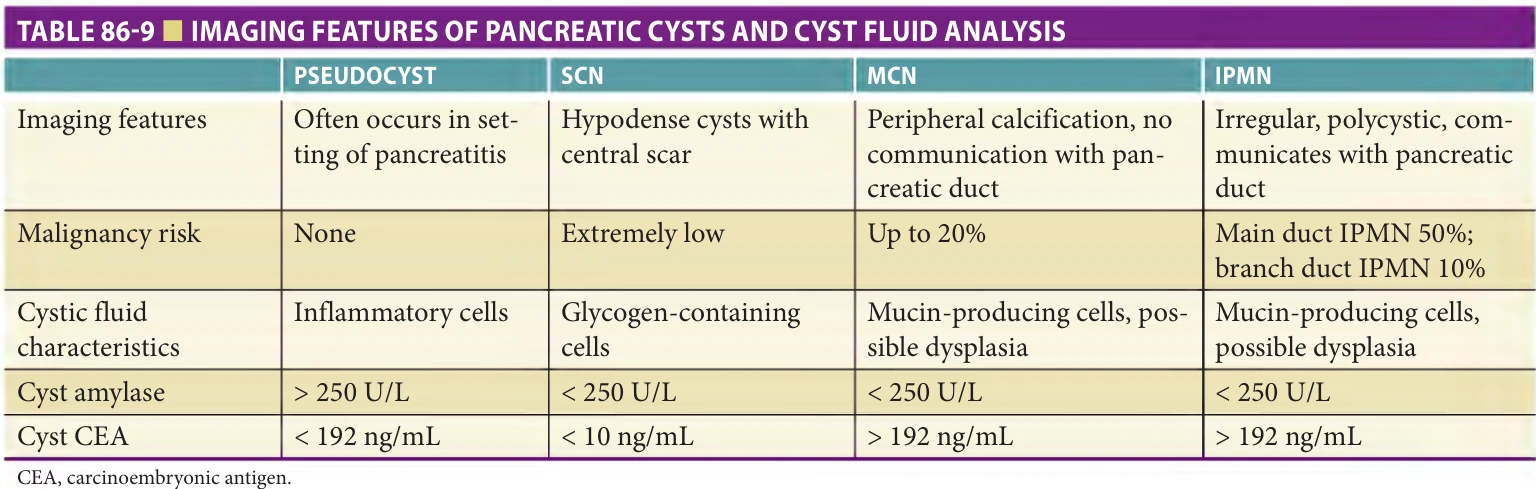 TABLE 86-9 ■ IMAGING FEATURES OF PANCREATIC CYSTS AND CYST FLUID ANALYSIS
PSEUDOCYST SCN MCN IPMN
Imaging features Often occurs in set- Hypodense cysts with Peripheral calcification, no Irregular, polycystic, com-
ting of pancreatitis central scar communication with pan- municates with pancreatic
creatic duct duct
Malignancy risk None Extremely low Up to 20% Main duct IPMN 50%;
branch duct IPMN 10%
Cystic fluid Inflammatory cells Glycogen-containing Mucin-producing cells, pos- Mucin-producing cells,
characteristics cells sible dysplasia possible dysplasia
Cyst amylase > 250 U/L < 250 U/L < 250 U/L < 250 U/L
Cyst CEA < 192 ng/mL < 10 ng/mL > 192 ng/mL > 192 ng/mL
CEA, carcinoembryonic antigen.